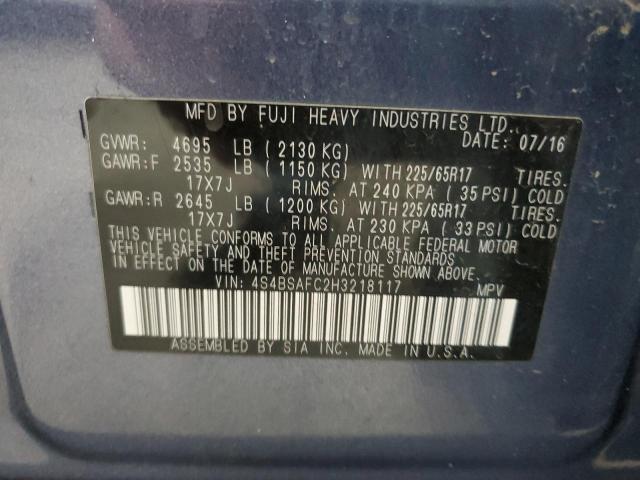 MFD BY FUJI HEAVY INDUSTRIES LTD.
DATE: 07/16
GVWR: 4695 LB (2130 KG)
GAWR:F 2535 LB (1150 KG) WITH 225/65R17 TIRES.
17X7J RIMS. AT 240 KPA (35 PSI) COLD
GAWR:R 2645 LB (1200 KG) WITH 225/65R17 TIRES.
17X7J RIMS. AT 230 KPA (33 PSI) COLD
THIS VEHICLE CONFORMS TO ALL APPLICABLE FEDERAL MOTOR
VEHICLE SAFETY AND THEFT PREVENTION STANDARDS
IN EFFECT ON THE DATE OF MANUFACTURE SHOWN ABOVE.
VIN: 4S4BSAFC2H3218117 MPV
ASSEMBLED BY SIA INC. MADE IN U.S.A.